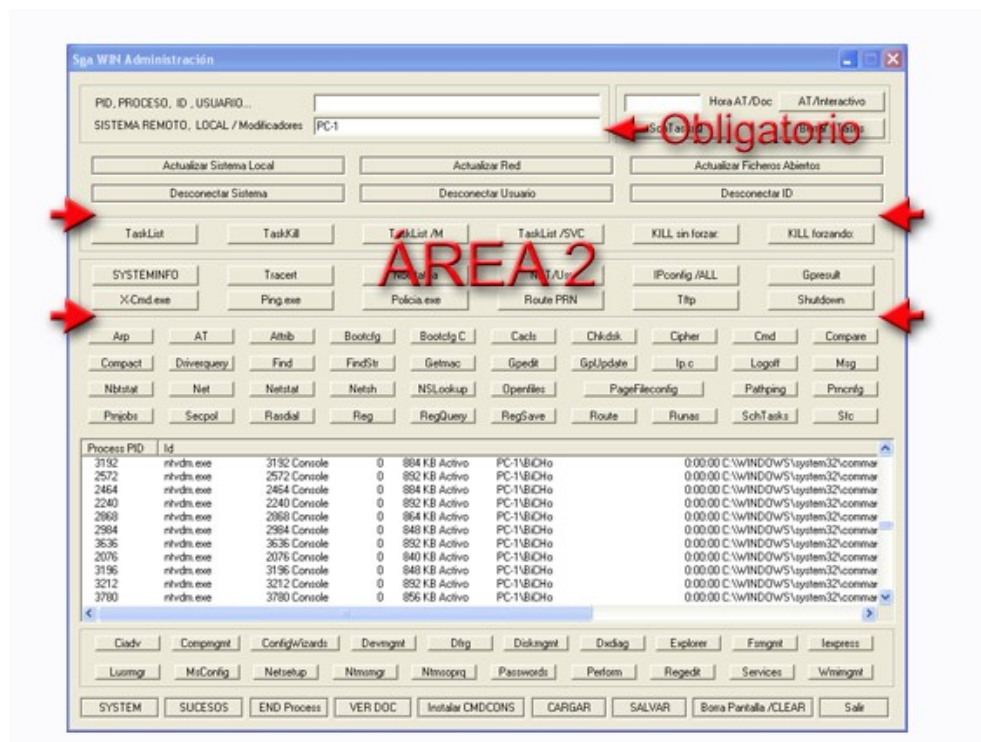 Sga WIN Administración
PID, PROCESO, ID , USUARIO...
Hora AT/Doc AT/Interactivo
SISTEMA REMOTO, LOCAL / Modificadores PC-1
Obligatorio
Actualizar Sistema Local Actualizar Red Actualizar Ficheros Abiertos
Desconectar Sistema Desconectar Usuario Desconectar ID
TaskList TaskKill TaskList /M TaskList /SVC KILL sin forzar: KILL forzando:
ÁREA 2
SYSTEMINFO Tracert IPconfig /ALL Gpresult
X-Cmd.exe Ping.exe Policia.exe Route PRN Tftp Shutdown
Arp AT Attrib Bootcfg Bootcfg C Cacls Chkdsk Cipher Cmd Compare
Compact Driverquery Find FindStr Getmac Gpedit GpUpdate Ip.c Logoff Msg
Nbtstat Net Netstat Netsh NSLookup Openfiles PageFileconfig Pathping Prncnfg
Prnjobs Secpol Rasdial Reg RegQuery RegSave Route Runas SchTasks Sfc
Process PID Id
3192 ntvdm.exe 3192 Console 0 884 KB Activo PC-1\BiCHo 0:00:00 C:\WINDOWS\system32\commar
2572 ntvdm.exe 2572 Console 0 892 KB Activo PC-1\BiCHo 0:00:00 C:\WINDOWS\system32\commar
2464 ntvdm.exe 2464 Console 0 884 KB Activo PC-1\BiCHo 0:00:00 C:\WINDOWS\system32\commar
2240 ntvdm.exe 2240 Console 0 892 KB Activo PC-1\BiCHo 0:00:00 C:\WINDOWS\system32\commar
2868 ntvdm.exe 2868 Console 0 864 KB Activo PC-1\BiCHo 0:00:00 C:\WINDOWS\system32\commar
2984 ntvdm.exe 2984 Console 0 848 KB Activo PC-1\BiCHo 0:00:00 C:\WINDOWS\system32\commar
3636 ntvdm.exe 3636 Console 0 892 KB Activo PC-1\BiCHo 0:00:00 C:\WINDOWS\system32\commar
2076 ntvdm.exe 2076 Console 0 840 KB Activo PC-1\BiCHo 0:00:00 C:\WINDOWS\system32\commar
3196 ntvdm.exe 3196 Console 0 848 KB Activo PC-1\BiCHo 0:00:00 C:\WINDOWS\system32\commar
3212 ntvdm.exe 3212 Console 0 892 KB Activo PC-1\BiCHo 0:00:00 C:\WINDOWS\system32\commar
3780 ntvdm.exe 3780 Console 0 856 KB Activo PC-1\BiCHo 0:00:00 C:\WINDOWS\system32\commar
Ciadv Compmgmt ConfigWizards Devmgmt Dfrg Diskmgmt Dxdiag Explorer Fsmgmt Iexpress
Lusrmgr MsConfig Netsetup Ntmsmgr Ntmsoprq Passwords Perform Regedit Services Wmimgmt
SYSTEM SUCESOS END Process VER DOC Instalar CMDCONS CARGAR SALVAR Borra Pantalla /CLEAR Salir